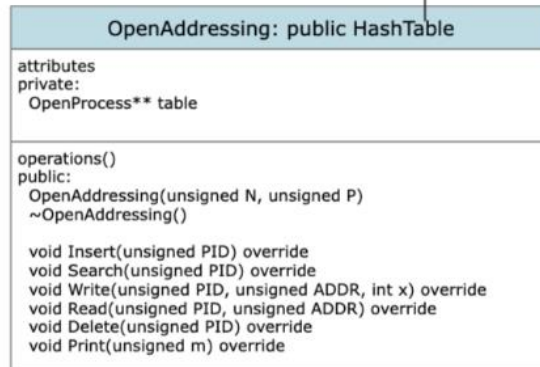 OpenAddressing: public HashTable
attributes
private:
OpenProcess** table
operations()
public:
OpenAddressing(unsigned N, unsigned P)
~OpenAddressing()
void Insert(unsigned PID) override
void Search(unsigned PID) override
void Write(unsigned PID, unsigned ADDR, int x) override
void Read(unsigned PID, unsigned ADDR) override
void Delete(unsigned PID) override
void Print(unsigned m) override